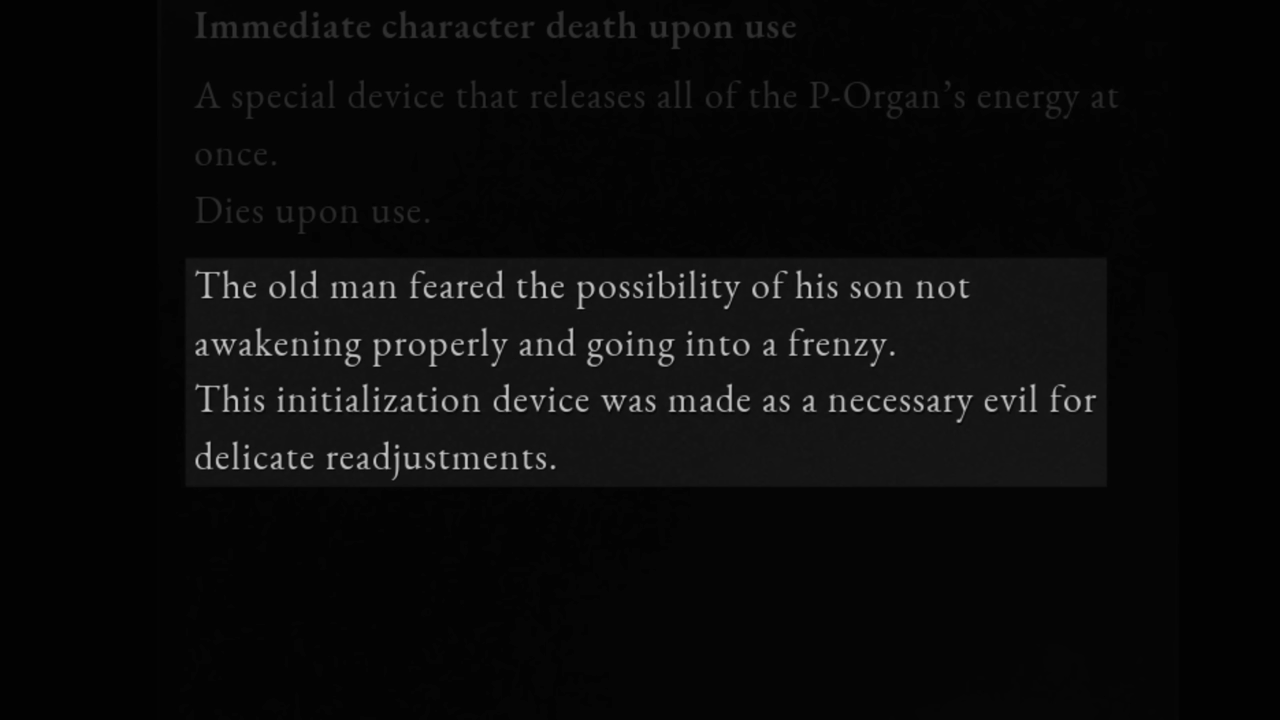 Immediate character death upon use
A special device that releases all of the P-Organ’s energy at
once.
Dies upon use.
The old man feared the possibility of his son not
awakening properly and going into a frenzy.
This initialization device was made as a necessary evil for
delicate readjustments.